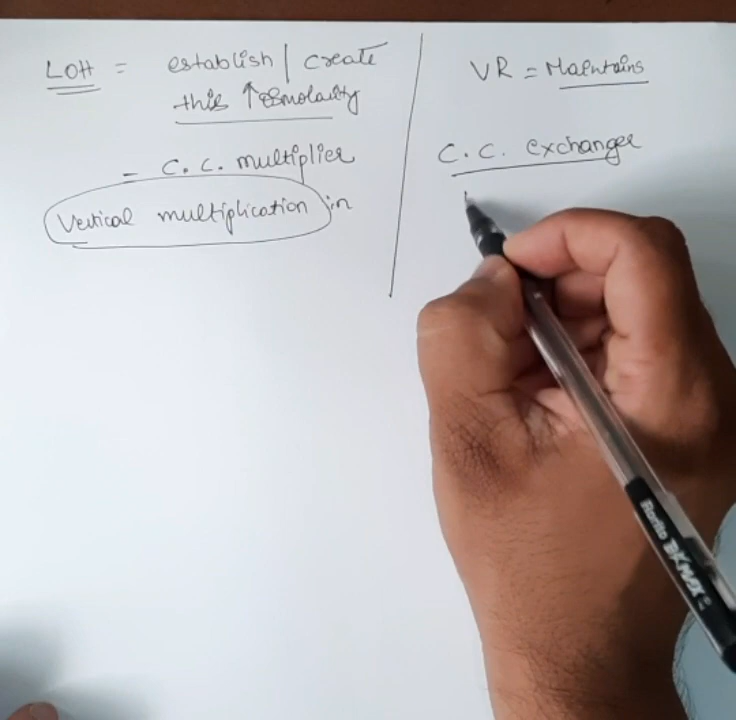 LOH = establish / create
this ↑ osmolarity
= C. C. multiplier
Vertical multiplication in
VR = Maintains
C. C. exchanger